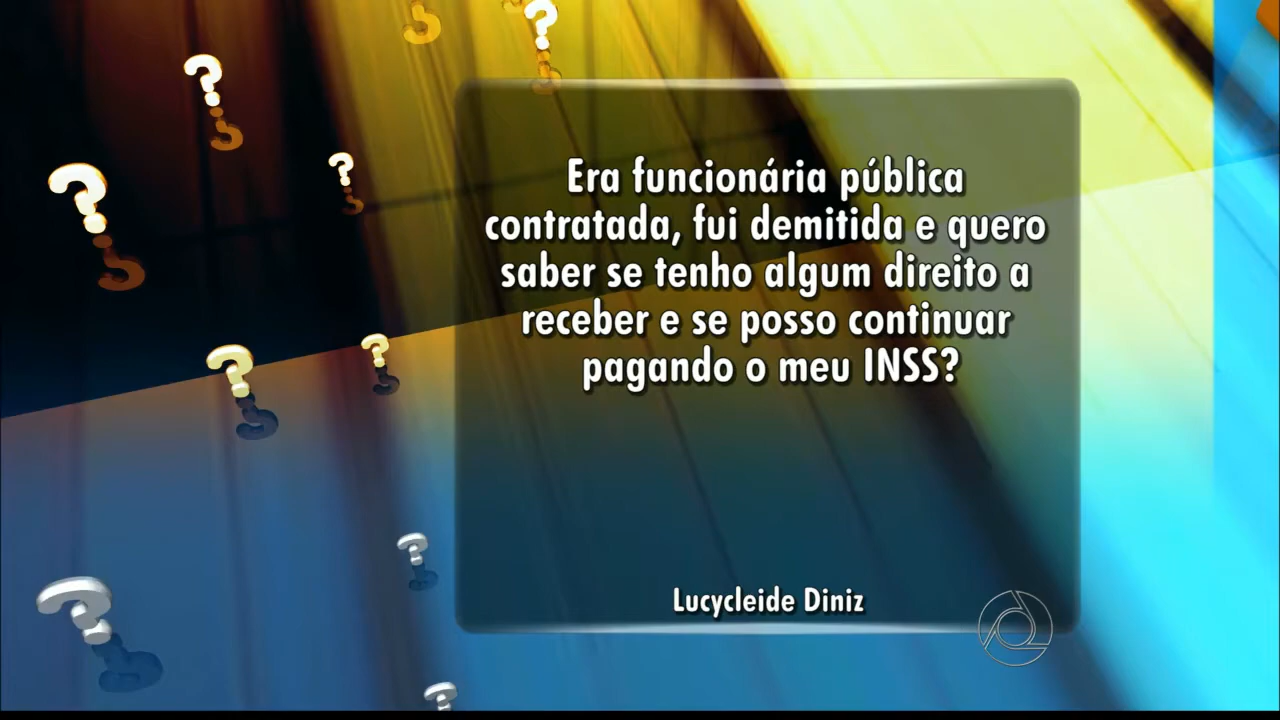 Era funcionária pública
contratada, fui demitida e quero
saber se tenho algum direito a
receber e se posso continuar
pagando o meu INSS?
Lucycleide Diniz